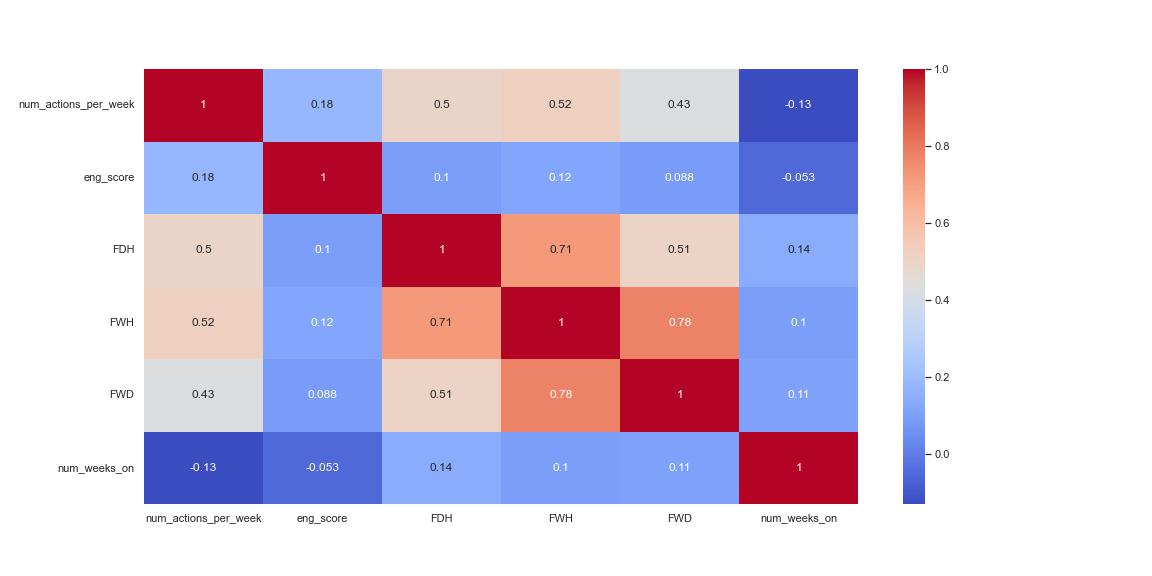 num_actions_per_week 1 0.18 0.5 0.52 0.43 -0.13
eng_score 0.18 1 0.1 0.12 0.088 -0.053
FDH 0.5 0.1 1 0.71 0.51 0.14
FWH 0.52 0.12 0.71 1 0.78 0.1
FWD 0.43 0.088 0.51 0.78 1 0.11
num_weeks_on -0.13 -0.053 0.14 0.1 0.11 1
num_actions_per_week eng_score FDH FWH FWD num_weeks_on
1.0
0.8
0.6
0.4
0.2
0.0